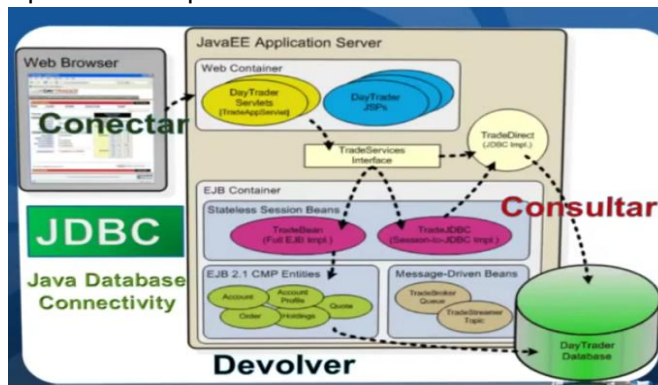 JavaEE Application Server
Web Browser
Web Container
DayTrader
Servlets
(TradeAppServlet)
DayTrader
JSPs
Conectar
TradeDirect
(JDBC Impl.)
TradeServices
Interface
EJB Container
Stateless Session Beans
Consultar
JDBC
TradeBean
(Full EJB Impl.)
TradeJDBC
(Session-to-JDBC Impl.)
Java Database
Connectivity
EJB 2.1 CMP Entities
Message-Driven Beans
Account
Account
Profile
Quote
Order
Holdings
TradeBroker
Queue
TradeStreamer
Topic
DayTrader
Database
Devolver